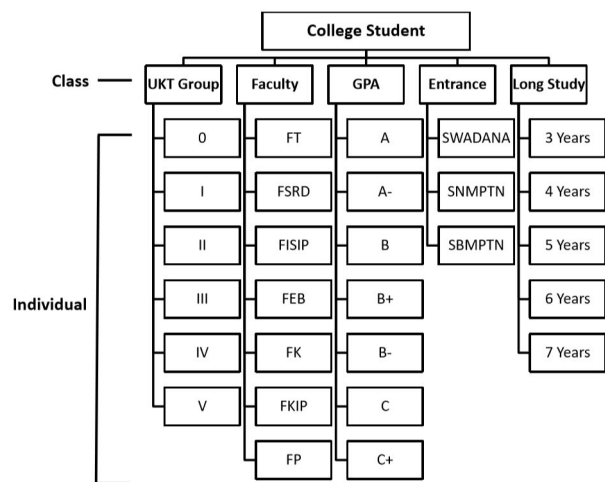 College Student
Class
UKT Group
Faculty
GPA
Entrance
Long Study
Individual
0
FT
A
SWADANA
3 Years
I
FSRD
A-
SNMPTN
4 Years
II
FISIP
B
SBMPTN
5 Years
III
FEB
B+
6 Years
IV
FK
B-
7 Years
V
FKIP
C
FP
C+